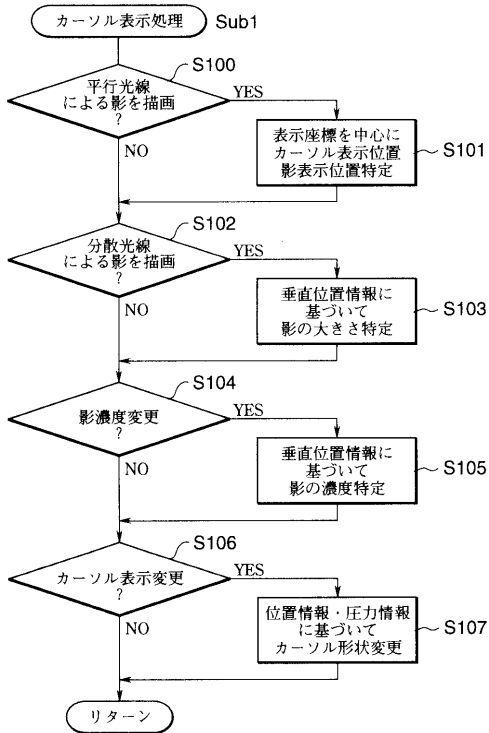 カーソル表示処理 Sub1
S100
平行光線
による影を描画
?
YES
NO
表示座標を中心に
カーソル表示位置
影表示位置特定
S101
S102
分散光線
による影を描画
?
YES
NO
垂直位置情報に
基づいて
影の大きさ特定
S103
S104
影濃度変更
?
YES
NO
垂直位置情報に
基づいて
影の濃度特定
S105
S106
カーソル表示変更
?
YES
NO
位置情報・圧力情報
に基づいて
カーソル形状変更
S107
リターン